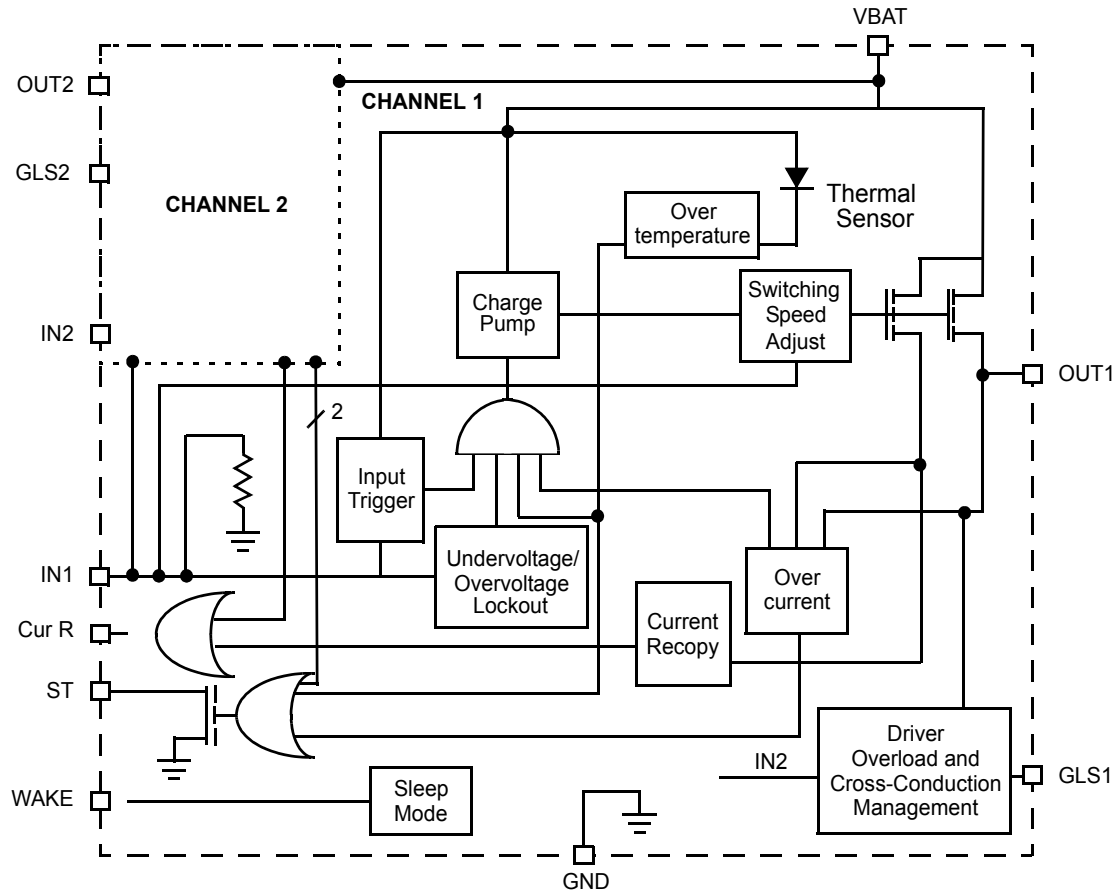 VBAT
OUT2
CHANNEL 1
GLS2
CHANNEL 2
Thermal
Sensor
Over
temperature
IN2
Charge
Pump
Switching
Speed
Adjust
OUT1
2
Input
Trigger
IN1
Undervoltage/
Overvoltage
Lockout
Over
current
Cur R
Current
Recopy
ST
Driver
Overload and
Cross-Conduction
Management
IN2
GLS1
WAKE
Sleep
Mode
GND